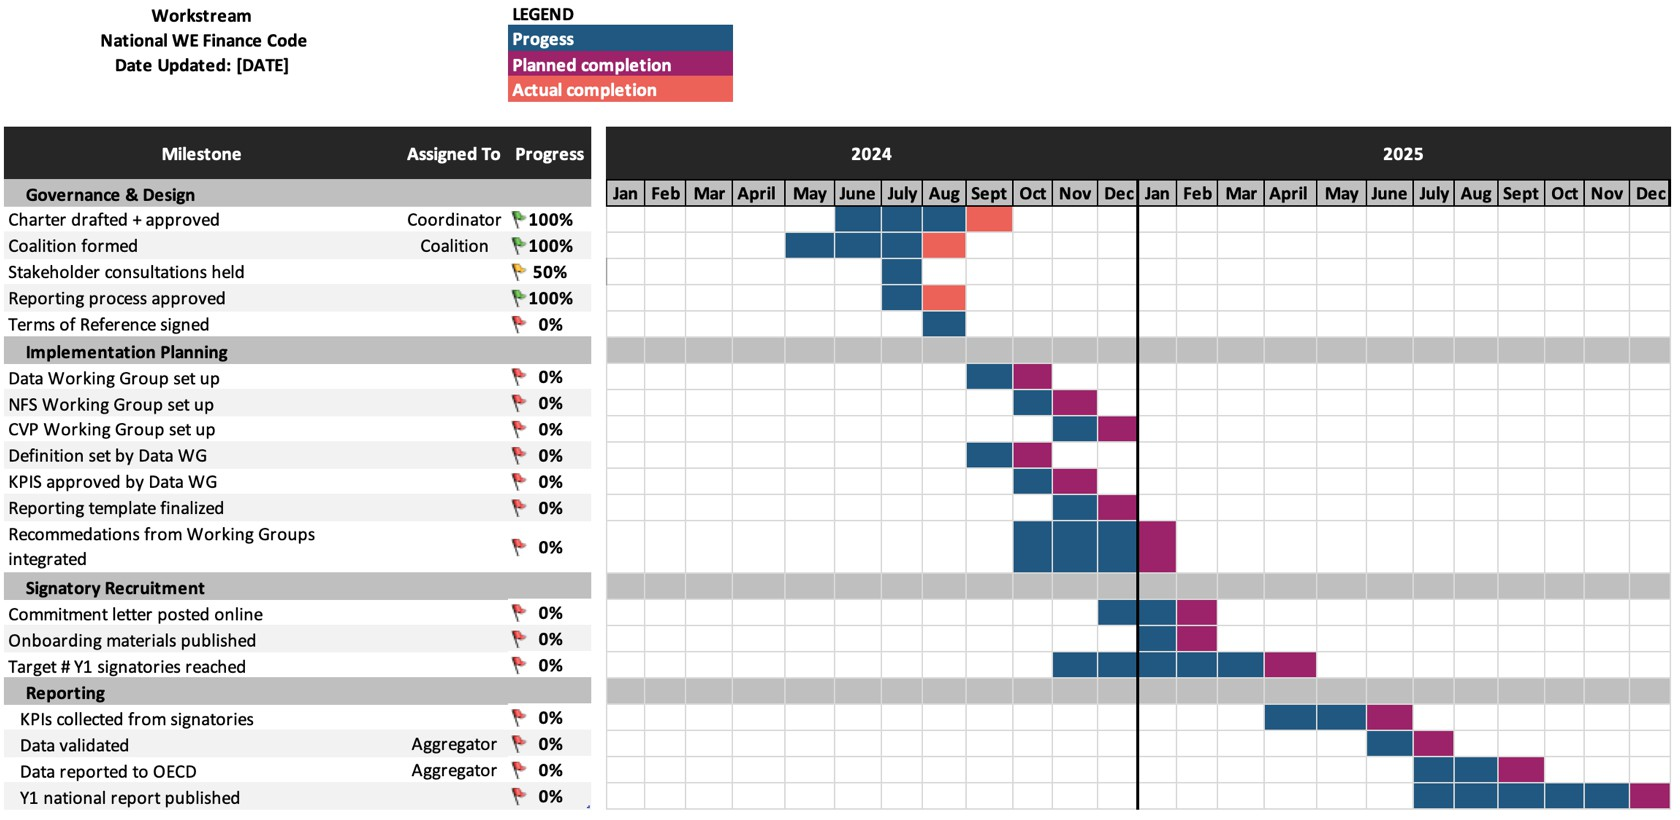 Workstream
National WE Finance Code
Date Updated: [DATE]
LEGEND
Progess
Planned completion
Actual completion
Milestone Assigned To Progress 2024 2025
Governance & Design Jan Feb Mar April May June July Aug Sept Oct Nov Dec Jan Feb Mar April May June July Aug Sept Oct Nov Dec
Charter drafted + approved Coordinator 100%
Coalition formed Coalition 100%
Stakeholder consultations held 50%
Reporting process approved 100%
Terms of Reference signed 0%
Implementation Planning
Data Working Group set up 0%
NFS Working Group set up 0%
CVP Working Group set up 0%
Definition set by Data WG 0%
KPIS approved by Data WG 0%
Reporting template finalized 0%
Recommedations from Working Groups
integrated 0%
Signatory Recruitment
Commitment letter posted online 0%
Onboarding materials published 0%
Target # Y1 signatories reached 0%
Reporting
KPIs collected from signatories 0%
Data validated Aggregator 0%
Data reported to OECD Aggregator 0%
Y1 national report published 0%